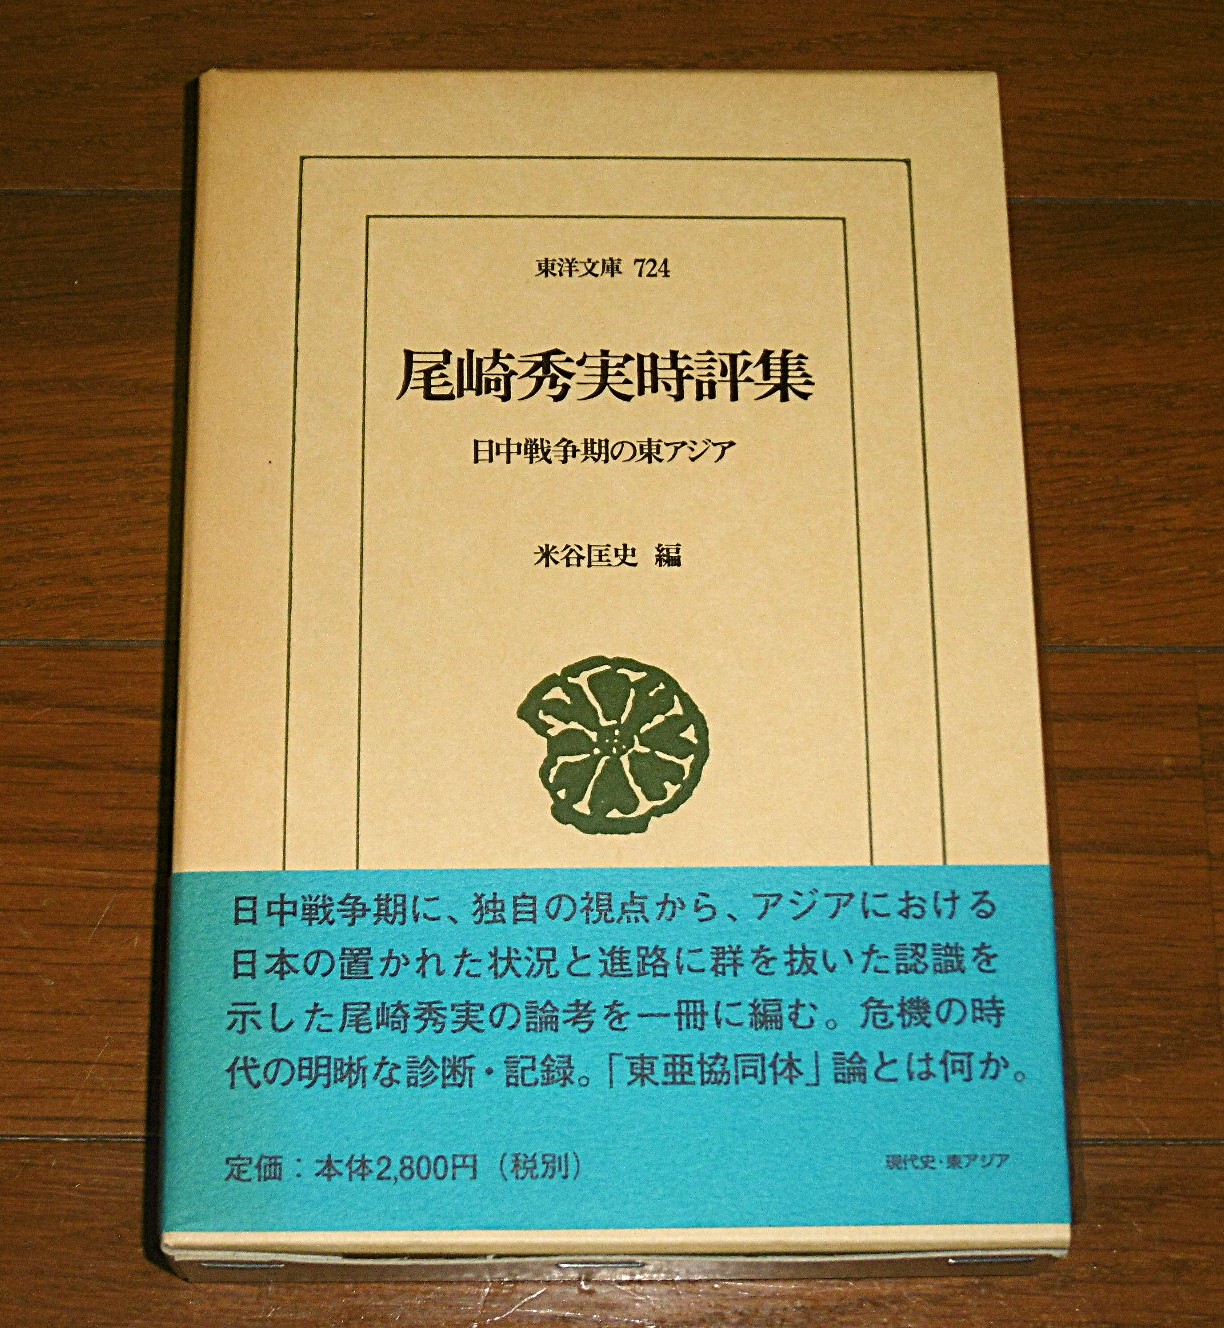 東洋文庫 724
尾崎秀実時評集
日中戦争期の東アジア
米谷匡史 編
日中戦争期に、独自の視点から、アジアにおける
日本の置かれた状況と進路に群を抜いた認識を
示した尾崎秀実の論考を一冊に編む。危機の時
代の明晰な診断・記録。「東亜協同体」論とは何か。
定価：本体2,800円（税別）
現代史・東アジア